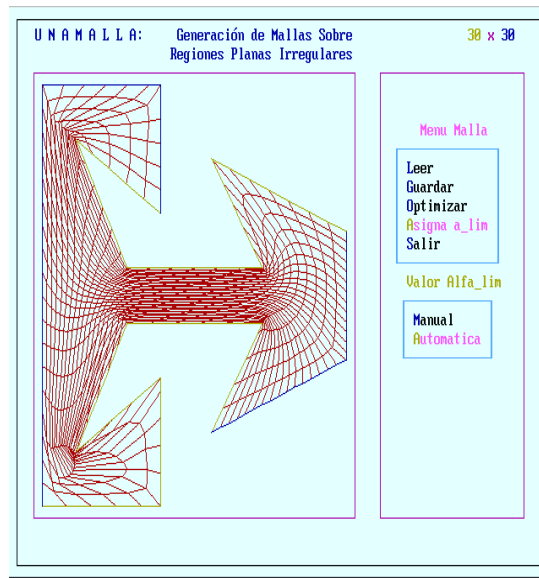 U N A M A L L A: Generación de Mallas Sobre 30 x 30
Regiones Planas Irregulares
Menu Malla
Leer
Guardar
Optimizar
Asigna a_lim
Salir
Valor Alfa_lim
Manual
Automatica